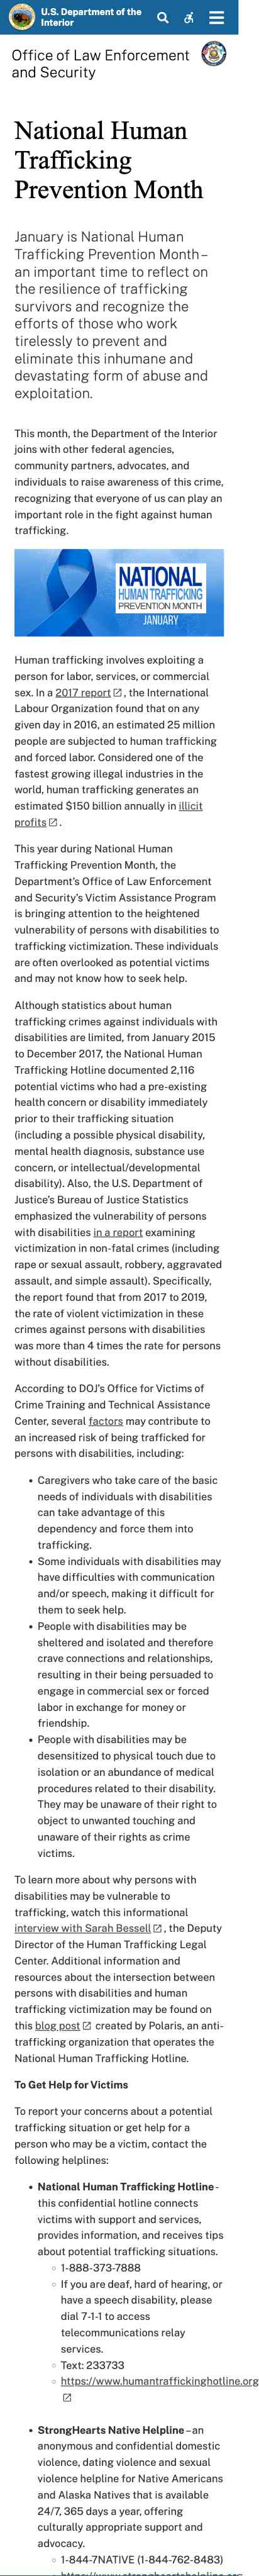 U.S. Department of the
Interior
Office of Law Enforcement
and Security
National Human
Trafficking
Prevention Month
January is National Human
Trafficking Prevention Month –
an important time to reflect on
the resilience of trafficking
survivors and recognize the
efforts of those who work
tirelessly to prevent and
eliminate this inhumane and
devastating form of abuse and
exploitation.
This month, the Department of the Interior
joins with other federal agencies,
community partners, advocates, and
individuals to raise awareness of this crime,
recognizing that everyone of us can play an
important role in the fight against human
trafficking.
NATIONAL
HUMAN TRAFFICKING
PREVENTION MONTH
JANUARY
Human trafficking involves exploiting a
person for labor, services, or commercial
sex. In a 2017 report , the International
Labour Organization found that on any
given day in 2016, an estimated 25 million
people are subjected to human trafficking
and forced labor. Considered one of the
fastest growing illegal industries in the
world, human trafficking generates an
estimated $150 billion annually in illicit
profits .
This year during National Human
Trafficking Prevention Month, the
Department’s Office of Law Enforcement
and Security’s Victim Assistance Program
is bringing attention to the heightened
vulnerability of persons with disabilities to
trafficking victimization. These individuals
are often overlooked as potential victims
and may not know how to seek help.
Although statistics about human
trafficking crimes against individuals with
disabilities are limited, from January 2015
to December 2017, the National Human
Trafficking Hotline documented 2,116
potential victims who had a pre-existing
health concern or disability immediately
prior to their trafficking situation
(including a possible physical disability,
mental health diagnosis, substance use
concern, or intellectual/developmental
disability). Also, the U.S. Department of
Justice’s Bureau of Justice Statistics
emphasized the vulnerability of persons
with disabilities in a report examining
victimization in non-fatal crimes (including
rape or sexual assault, robbery, aggravated
assault, and simple assault). Specifically,
the report found that from 2017 to 2019,
the rate of violent victimization in these
crimes against persons with disabilities
was more than 4 times the rate for persons
without disabilities.
According to DOJ’s Office for Victims of
Crime Training and Technical Assistance
Center, several factors may contribute to
an increased risk of being trafficked for
persons with disabilities, including:
• Caregivers who take care of the basic
needs of individuals with disabilities
can take advantage of this
dependency and force them into
trafficking.
• Some individuals with disabilities may
have difficulties with communication
and/or speech, making it difficult for
them to seek help.
• People with disabilities may be
sheltered and isolated and therefore
crave connections and relationships,
resulting in their being persuaded to
engage in commercial sex or forced
labor in exchange for money or
friendship.
• People with disabilities may be
desensitized to physical touch due to
isolation or an abundance of medical
procedures related to their disability.
They may be unaware of their right to
object to unwanted touching and
unaware of their rights as crime
victims.
To learn more about why persons with
disabilities may be vulnerable to
trafficking, watch this informational
interview with Sarah Bessell , the Deputy
Director of the Human Trafficking Legal
Center. Additional information and
resources about the intersection between
persons with disabilities and human
trafficking victimization may be found on
this blog post created by Polaris, an anti-
trafficking organization that operates the
National Human Trafficking Hotline.
To Get Help for Victims
To report your concerns about a potential
trafficking situation or get help for a
person who may be a victim, contact the
following helplines:
• National Human Trafficking Hotline -
this confidential hotline connects
victims with support and services,
provides information, and receives tips
about potential trafficking situations.
◦ 1-888-373-7888
◦ If you are deaf, hard of hearing, or
have a speech disability, please
dial 7-1-1 to access
telecommunications relay
services.
◦ Text: 233733
◦ https://www.humantraffickinghotline.org
• StrongHearts Native Helpline – an
anonymous and confidential domestic
violence, dating violence and sexual
violence helpline for Native Americans
and Alaska Natives that is available
24/7, 365 days a year, offering
culturally appropriate support and
advocacy.
◦ 1-844-7NATIVE (1-844-762-8483)